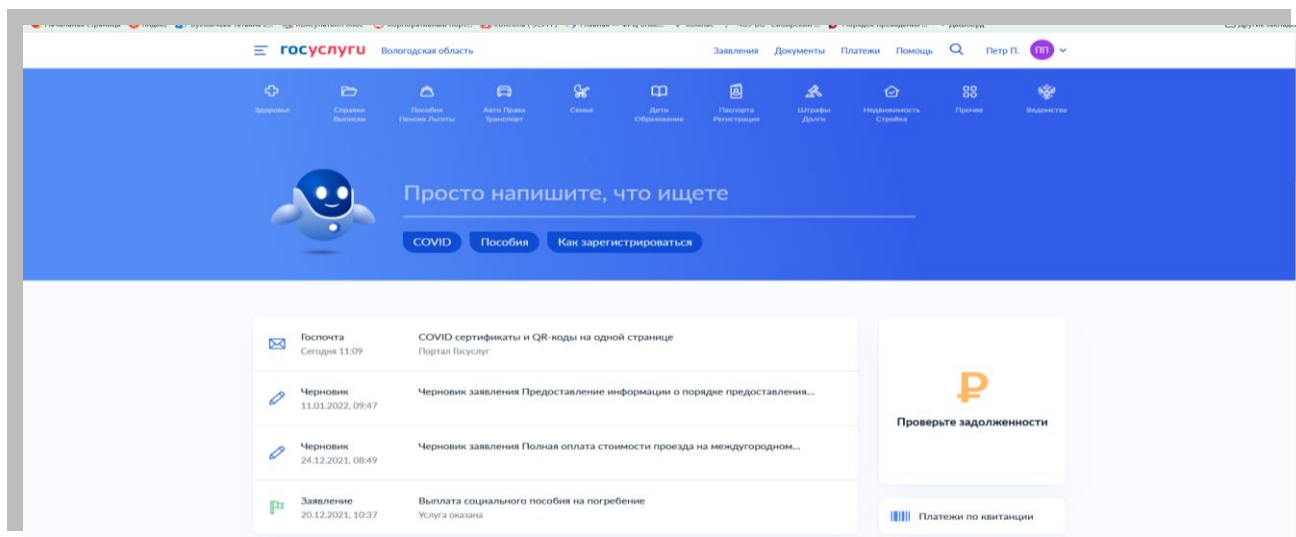 госуслуги Вологодская область Заявления Документы Платежи Помощь Петр П. ПП
Здоровье Справки Пособия Авто Права Семья Дети Паспорта Штрафы Недвижимость Прочее Ведомства
Выписки Пенсия Льготы Транспорт Образование Регистрация Долги Стройка
Просто напишите, что ищете
COVID Пособия Как зарегистрироваться
Госпочта COVID сертификаты и QR-коды на одной странице
Сегодня 11:09 Портал Госуслуг
Черновик Черновик заявления Предоставление информации о порядке предоставления...
11.01.2022, 09:47
Проверьте задолженности
Черновик Черновик заявления Полная оплата стоимости проезда на междугородном...
24.12.2021, 08:49
Заявление Выплата социального пособия на погребение
20.12.2021, 10:37 Услуга оказана
Платежи по квитанции